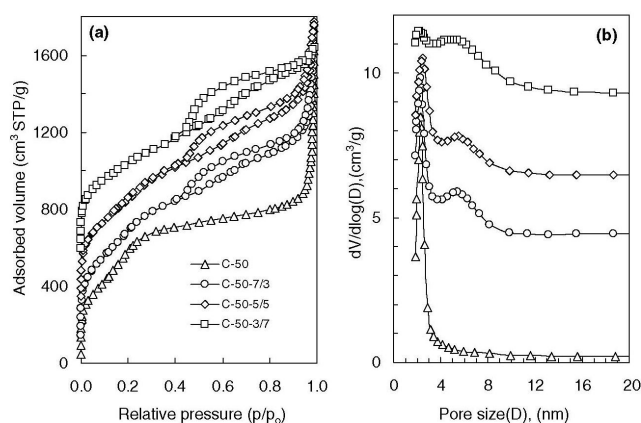 (a)
Adsorbed volume (cm³ STP/g)
1600
1200
800
400
0
C-50
C-50-7/3
C-50-5/5
C-50-3/7
0.0 0.2 0.4 0.6 0.8 1.0
Relative pressure (p/pₒ)
(b)
dV/dlog(D),(cm³/g)
10
5
0
0 4 8 12 16 20
Pore size(D), (nm)